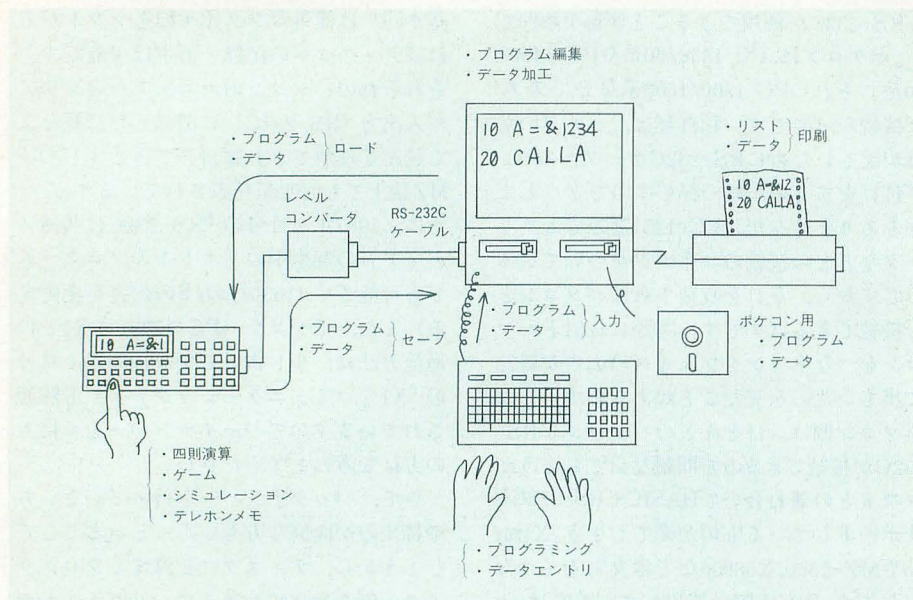 ・プログラム編集
・データ加工
10 A=&1234
20 CALLA
・リスト
・データ
印刷
10 A=&12
20 CALLA
・プログラム
データ
ロード
レベル
コンバータ
RS-232C
ケーブル
10 A=&1
・プログラム
・データ
セーブ
・プログラム
・データ
入力
ポケコン用
・プログラム
・データ
・四則演算
・ゲーム
・シミュレーション
・テレホンメモ
・プログラミング
・データエントリ